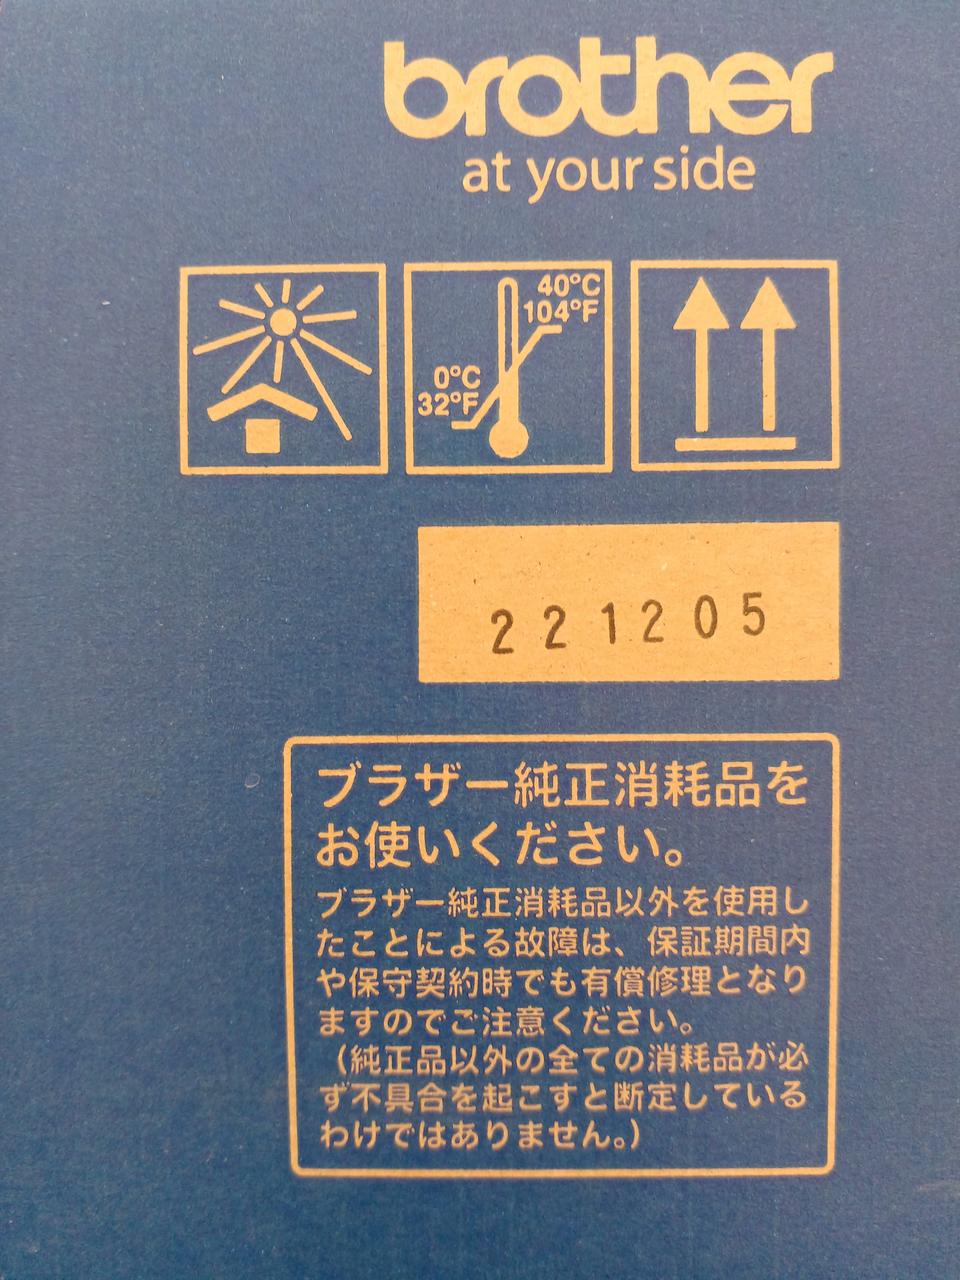 brother
at your side
40°C
104°F
0°C
32°F
221205
ブラザー純正消耗品を
お使いください。
ブラザー純正消耗品以外を使用し
たことによる故障は、保証期間内
や保守契約時でも有償修理となり
ますのでご注意ください。
（純正品以外の全ての消耗品が必
ず不具合を起こすと断定している
わけではありません。）